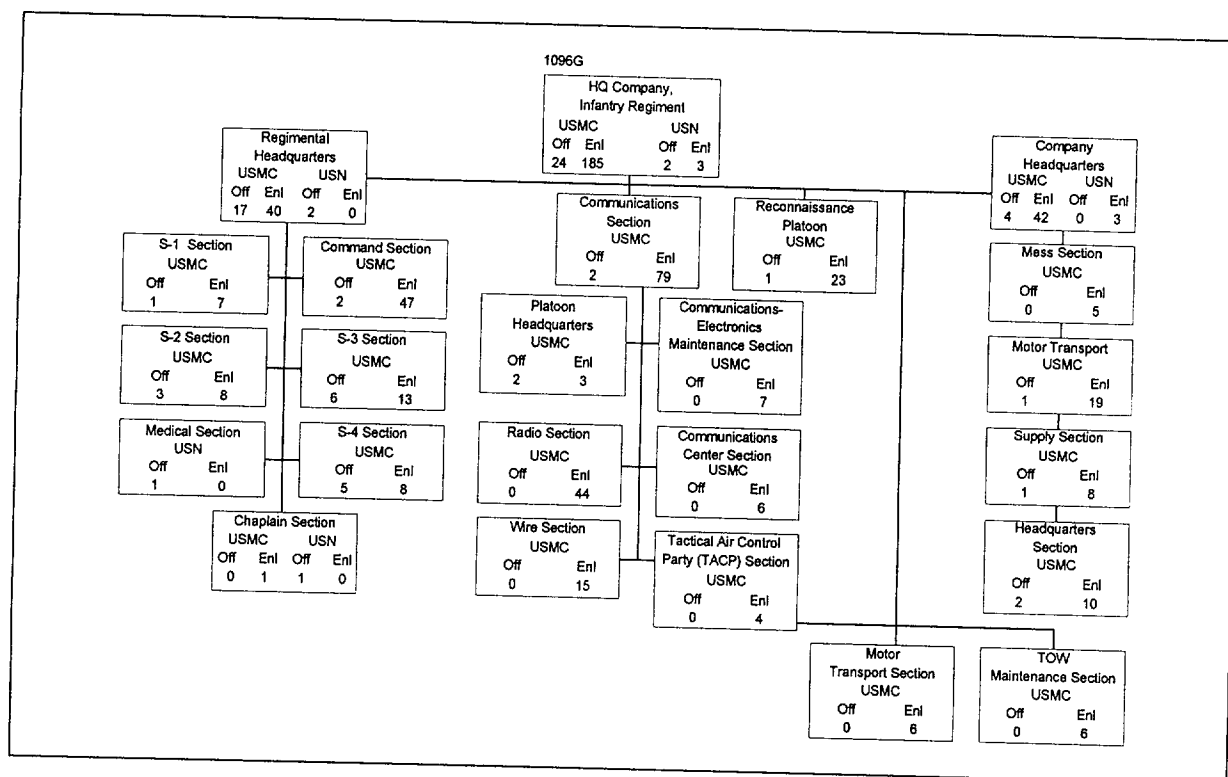 1096G
HQ Company,
Infantry Regiment
USMC USN
Off Enl Off Enl
24 185 2 3
Regimental
Headquarters
USMC USN
Off Enl Off Enl
17 40 2 0
Company
Headquarters
USMC USN
Off Enl Off Enl
4 42 0 3
Communications
Section
USMC
Off Enl
2 79
Reconnaissance
Platoon
USMC
Off Enl
1 23
S-1 Section
USMC
Off Enl
1 7
Command Section
USMC
Off Enl
2 47
S-2 Section
USMC
Off Enl
3 8
S-3 Section
USMC
Off Enl
6 13
Medical Section
USN
Off Enl
1 0
S-4 Section
USMC
Off Enl
5 8
Chaplain Section
USMC USN
Off Enl Off Enl
0 1 1 0
Platoon
Headquarters
USMC
Off Enl
2 3
Communications-
Electronics
Maintenance Section
USMC
Off Enl
0 7
Radio Section
USMC
Off Enl
0 44
Communications
Center Section
USMC
Off Enl
0 6
Wire Section
USMC
Off Enl
0 15
Tactical Air Control
Party (TACP) Section
USMC
Off Enl
0 4
Mess Section
USMC
Off Enl
0 5
Motor Transport
USMC
Off Enl
1 19
Supply Section
USMC
Off Enl
1 8
Headquarters
Section
USMC
Off Enl
2 10
Motor
Transport Section
USMC
Off Enl
0 6
TOW
Maintenance Section
USMC
Off Enl
0 6